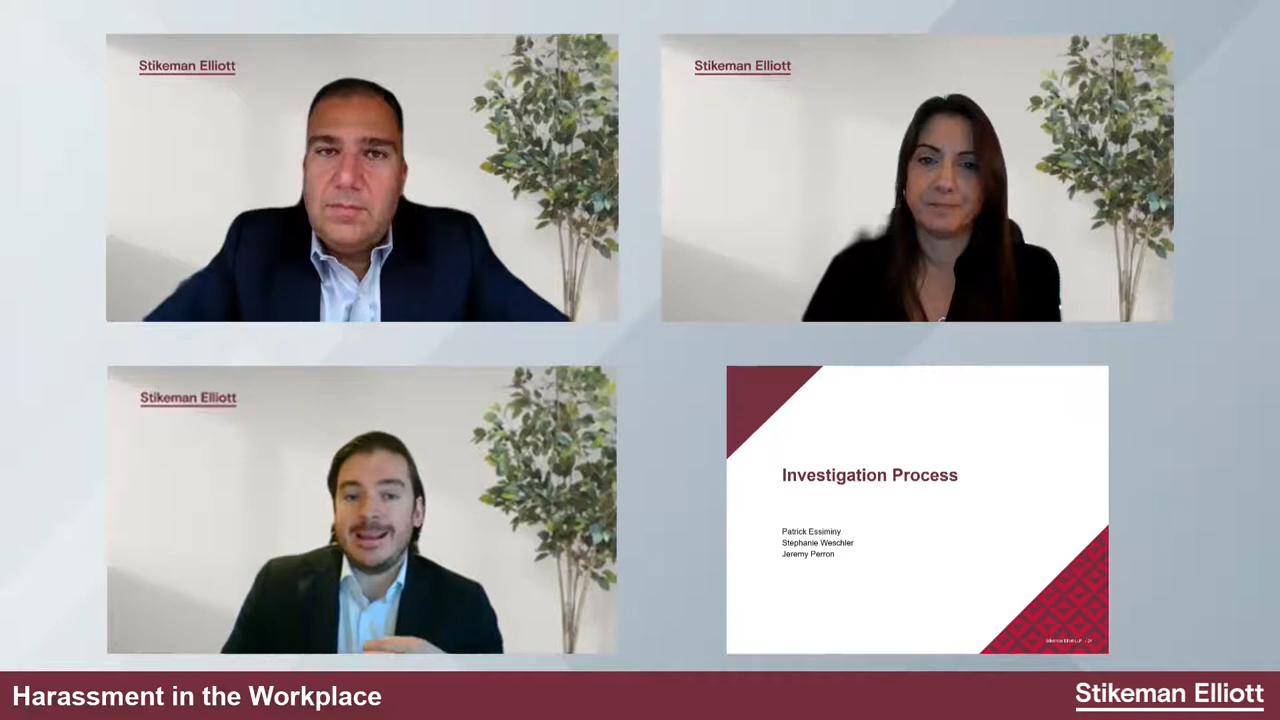 Stikeman Elliott
Stikeman Elliott
Stikeman Elliott
Investigation Process
Patrick Essiminy
Stephanie Weschler
Jeremy Perron
Harassment in the Workplace
Stikeman Elliott